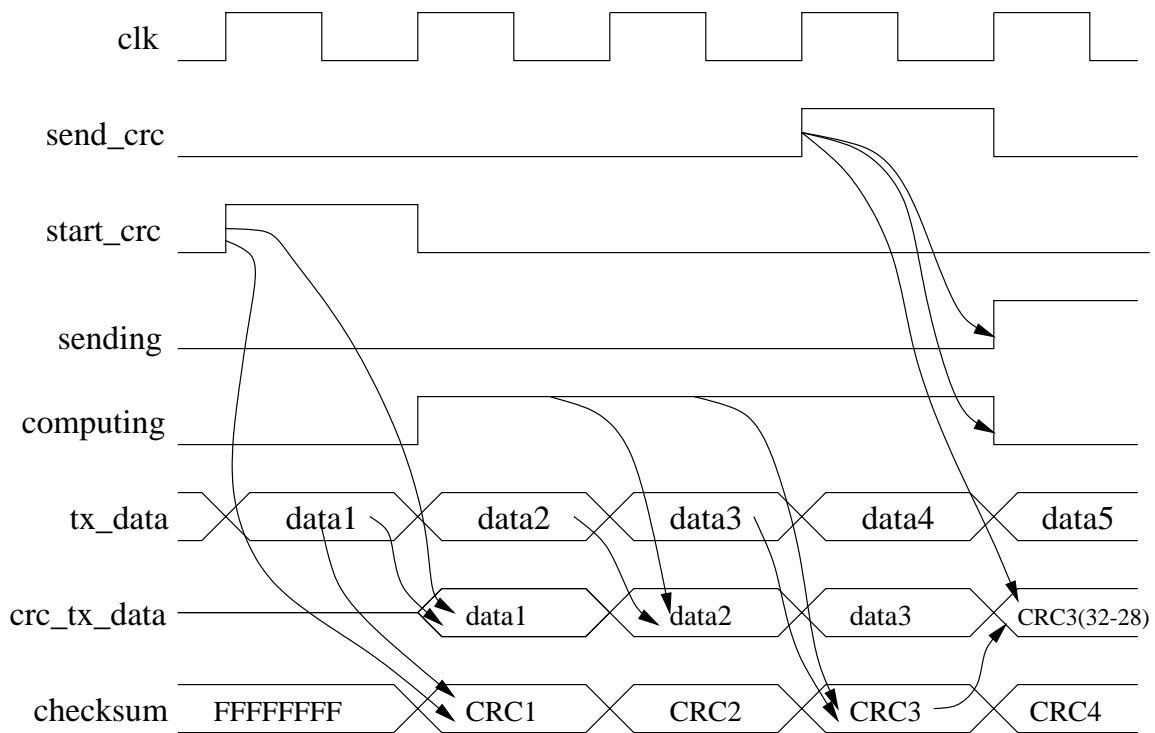 clk
send_crc
start_crc
sending
computing
tx_data data1 data2 data3 data4 data5
crc_tx_data data1 data2 data3 CRC3(32-28)
checksum FFFFFFFF CRC1 CRC2 CRC3 CRC4